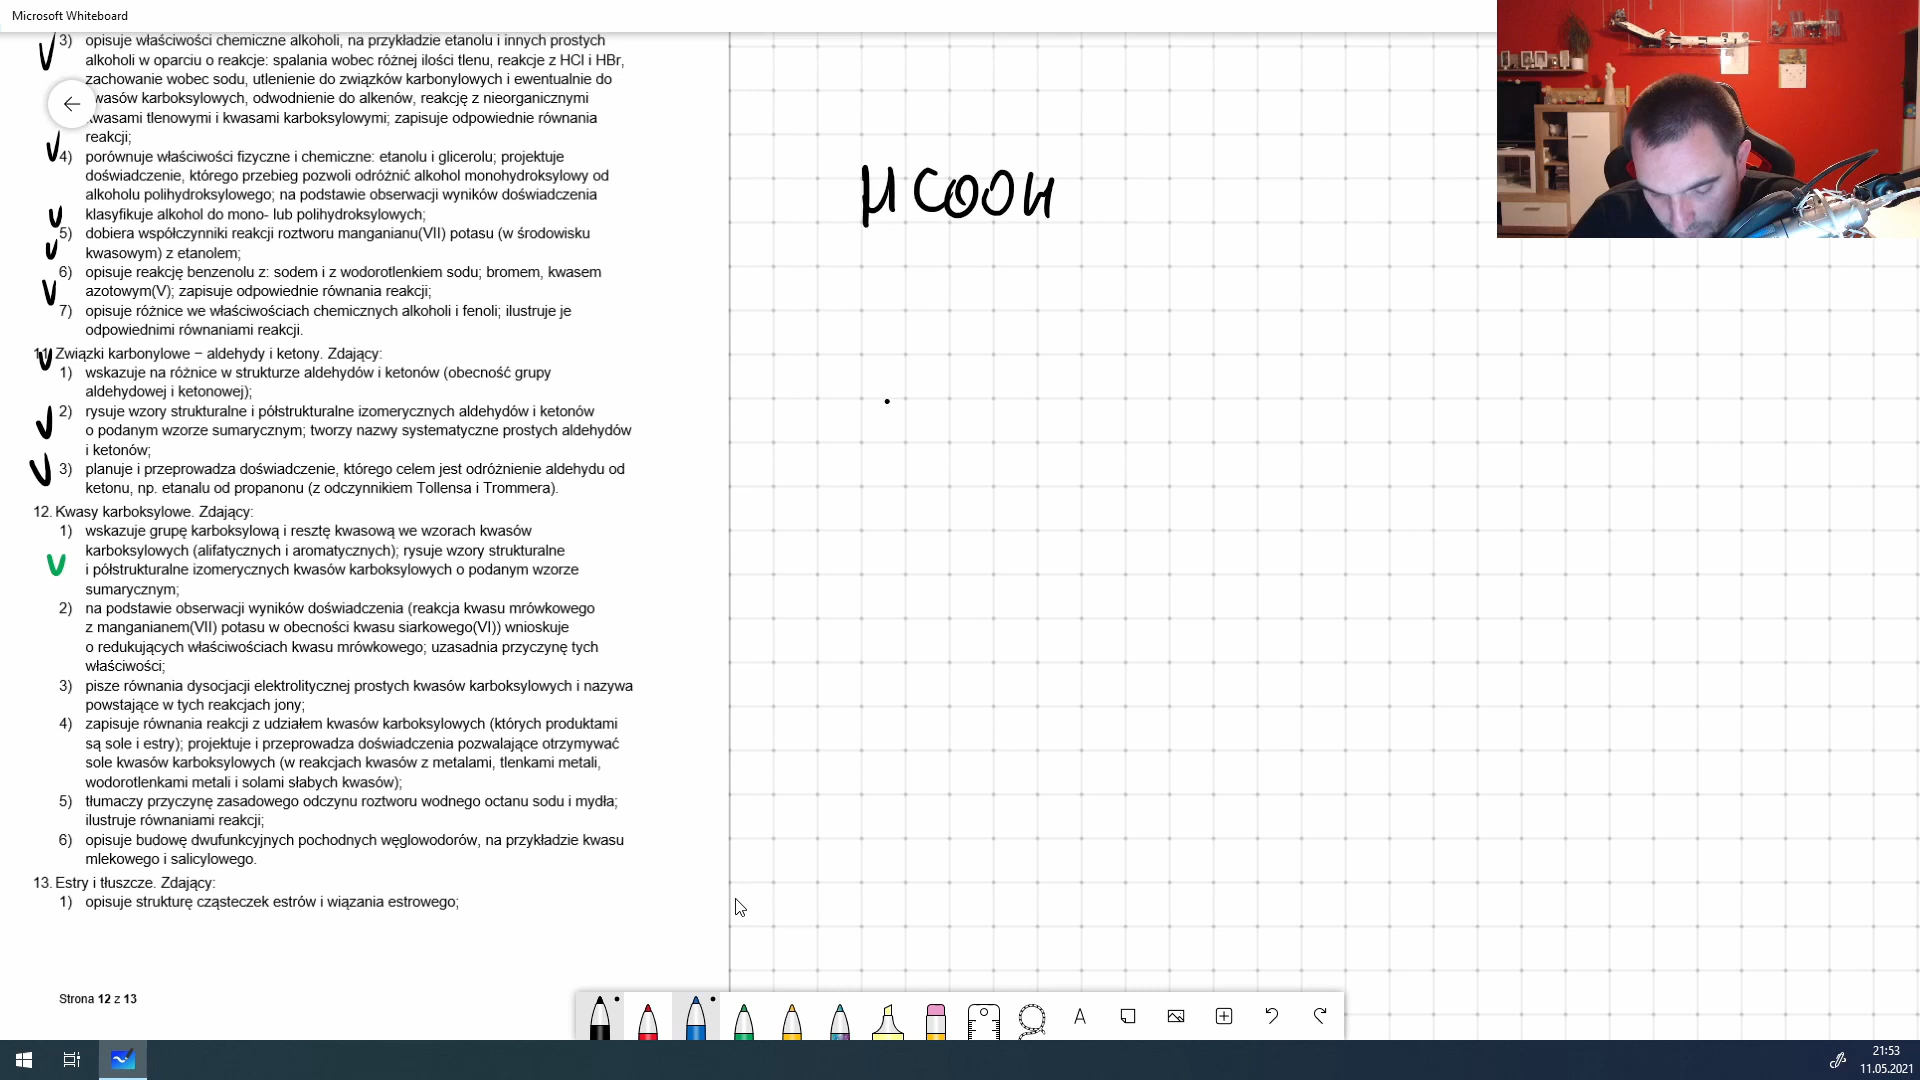 Microsoft Whiteboard
3) opisuje właściwości chemiczne alkoholi, na przykładzie etanolu i innych prostych
alkoholi w oparciu o reakcje: spalania wobec różnej ilości tlenu, reakcje z HCl i HBr,
zachowanie wobec sodu, utlenienie do związków karbonylowych i ewentualnie do
kwasów karboksylowych, odwodnienie do alkenów, reakcję z nieorganicznymi
kwasami tlenowymi i kwasami karboksylowymi; zapisuje odpowiednie równania
reakcji;
4) porównuje właściwości fizyczne i chemiczne: etanolu i glicerolu; projektuje
doświadczenie, którego przebieg pozwoli odróżnić alkohol monohydroksylowy od
alkoholu polihydroksylowego; na podstawie obserwacji wyników doświadczenia
klasyfikuje alkohol do mono- lub polihydroksylowych;
5) dobiera współczynniki reakcji roztworu manganianu(VII) potasu (w środowisku
kwasowym) z etanolem;
6) opisuje reakcję benzenolu z: sodem i z wodorotlenkiem sodu; bromem, kwasem
azotowym(V); zapisuje odpowiednie równania reakcji;
7) opisuje różnice we właściwościach chemicznych alkoholi i fenoli; ilustruje je
odpowiednimi równaniami reakcji.
11. Związki karbonylowe − aldehydy i ketony. Zdający:
1) wskazuje na różnice w strukturze aldehydów i ketonów (obecność grupy
aldehydowej i ketonowej);
2) rysuje wzory strukturalne i półstrukturalne izomerycznych aldehydów i ketonów
o podanym wzorze sumarycznym; tworzy nazwy systematyczne prostych aldehydów
i ketonów;
3) planuje i przeprowadza doświadczenie, którego celem jest odróżnienie aldehydu od
ketonu, np. etanalu od propanonu (z odczynnikiem Tollensa i Trommera).
12. Kwasy karboksylowe. Zdający:
1) wskazuje grupę karboksylową i resztę kwasową we wzorach kwasów
karboksylowych (alifatycznych i aromatycznych); rysuje wzory strukturalne
i półstrukturalne izomerycznych kwasów karboksylowych o podanym wzorze
sumarycznym;
2) na podstawie obserwacji wyników doświadczenia (reakcja kwasu mrówkowego
z manganianem(VII) potasu w obecności kwasu siarkowego(VI)) wnioskuje
o redukujących właściwościach kwasu mrówkowego; uzasadnia przyczynę tych
właściwości;
3) pisze równania dysocjacji elektrolitycznej prostych kwasów karboksylowych i nazywa
powstające w tych reakcjach jony;
4) zapisuje równania reakcji z udziałem kwasów karboksylowych (których produktami
są sole i estry); projektuje i przeprowadza doświadczenia pozwalające otrzymywać
sole kwasów karboksylowych (w reakcjach kwasów z metalami, tlenkami metali,
wodorotlenkami metali i solami słabych kwasów);
5) tłumaczy przyczynę zasadowego odczynu roztworu wodnego octanu sodu i mydła;
ilustruje równaniami reakcji;
6) opisuje budowę dwufunkcyjnych pochodnych węglowodorów, na przykładzie kwasu
mlekowego i salicylowego.
13. Estry i tłuszcze. Zdający:
1) opisuje strukturę cząsteczek estrów i wiązania estrowego;
Strona 12 z 13
HCOOH
21:53
11.05.2021